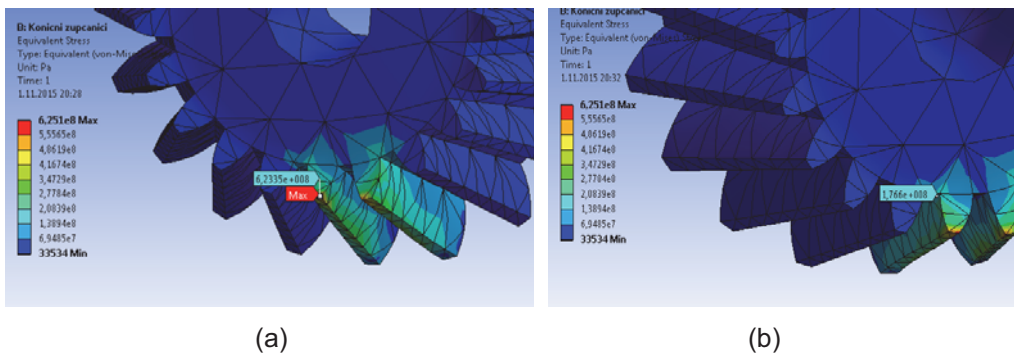 B: Konicni zupcanici
Equivalent Stress
Type: Equivalent (von-Mises)
Unit: Pa
Time: 1
1.11.2015 20:28
6,251e8 Max
5,5565e8
4,8619e8
4,1674e8
3,4729e8
2,7784e8
2,0839e8
1,3894e8
6,9485e7
33534 Min
6,2335e+008
Max
(a)
B: Konicni zupcanici
Equivalent Stress
Type: Equivalent
Unit: Pa
Time: 1
1.11.2015 20:32
6,251e8 Max
5,5565e8
4,8619e8
4,1674e8
3,4729e8
2,7784e8
2,0839e8
1,3894e8
6,9485e7
33534 Min
1,766e+008
(b)